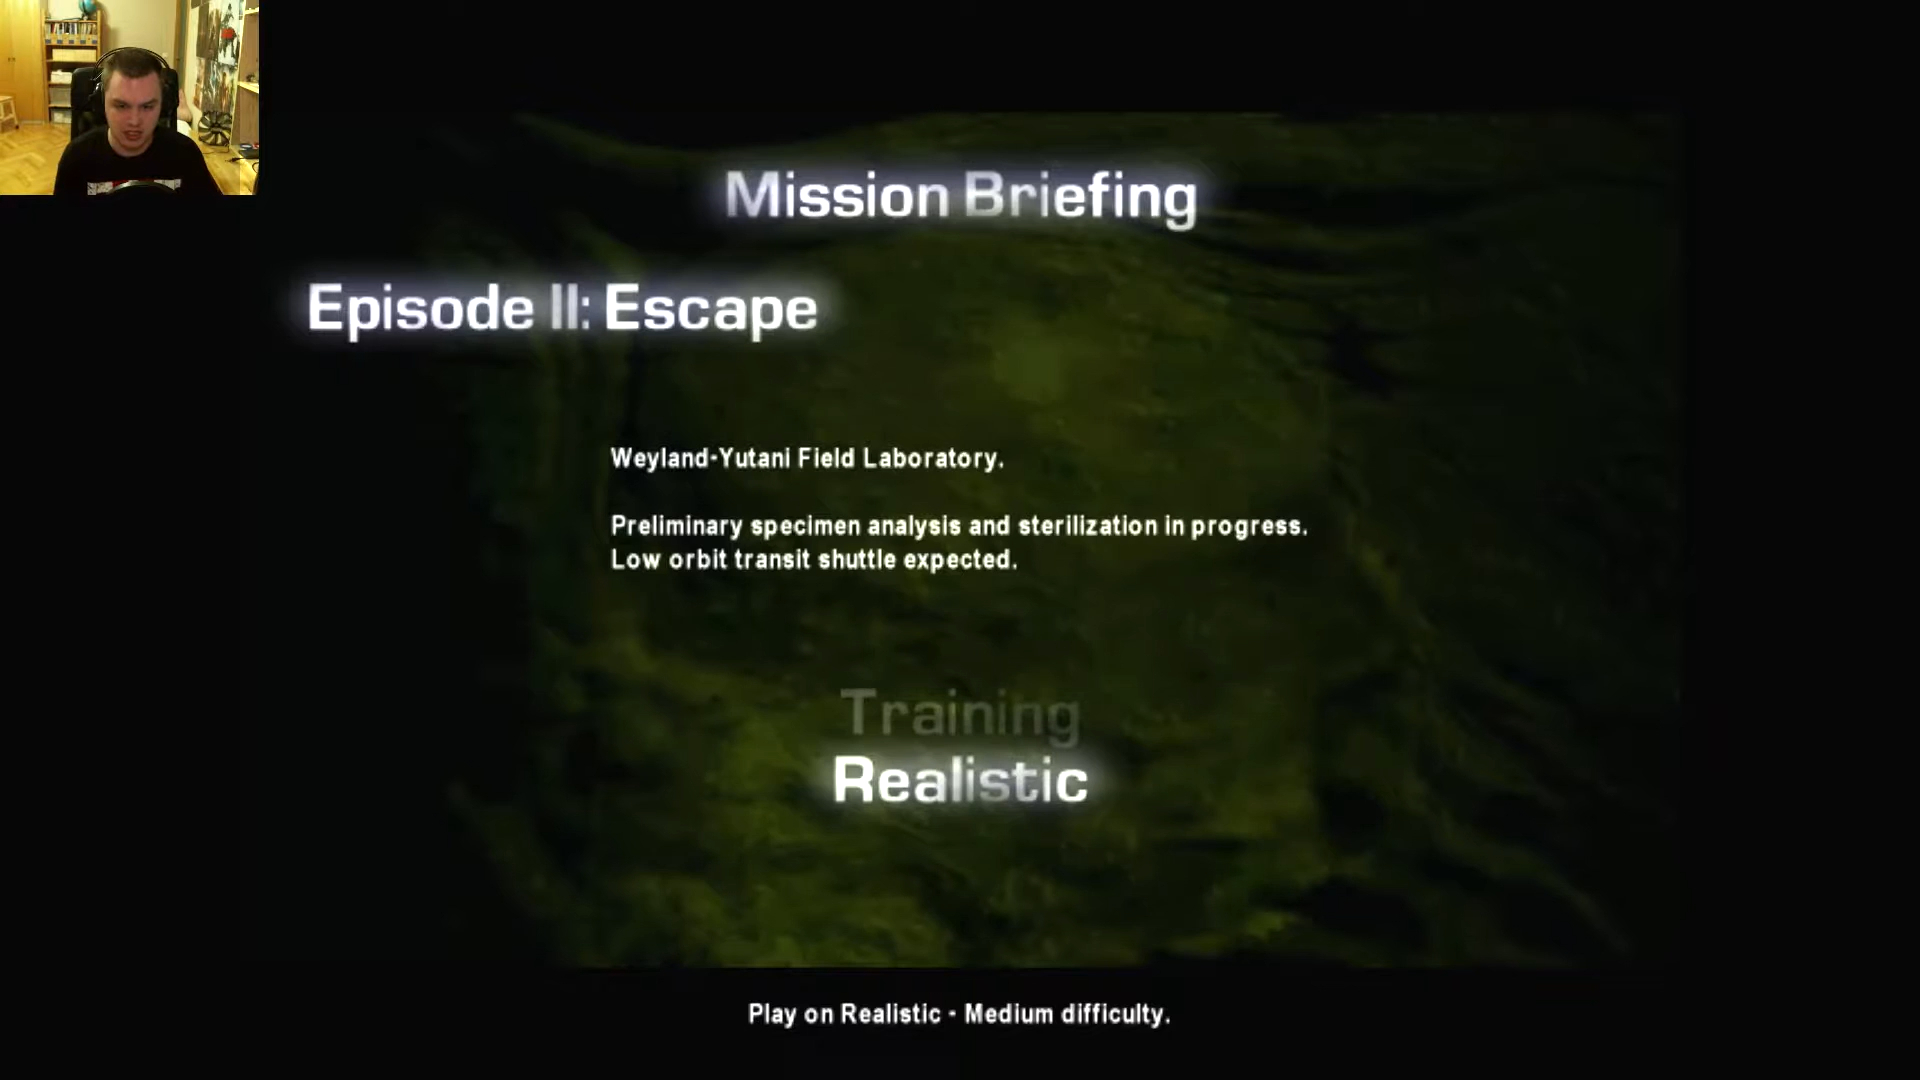 Mission Briefing
Episode II: Escape
Weyland-Yutani Field Laboratory.
Preliminary specimen analysis and sterilization in progress.
Low orbit transit shuttle expected.
Training
Realistic
Play on Realistic - Medium difficulty.